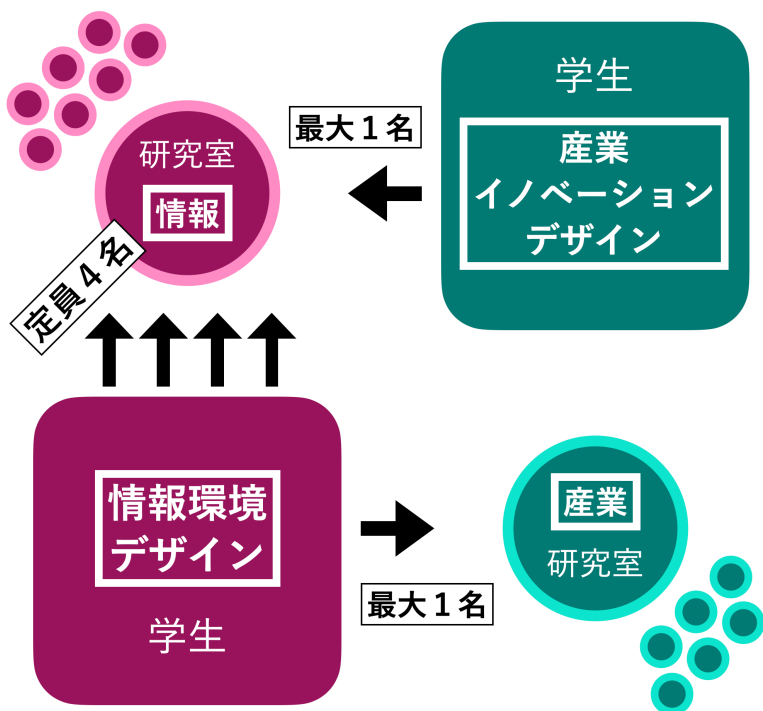 研究室
情報
定員４名
最大１名
学生
産業
イノベーション
デザイン
情報環境
デザイン
学生
最大１名
産業
研究室